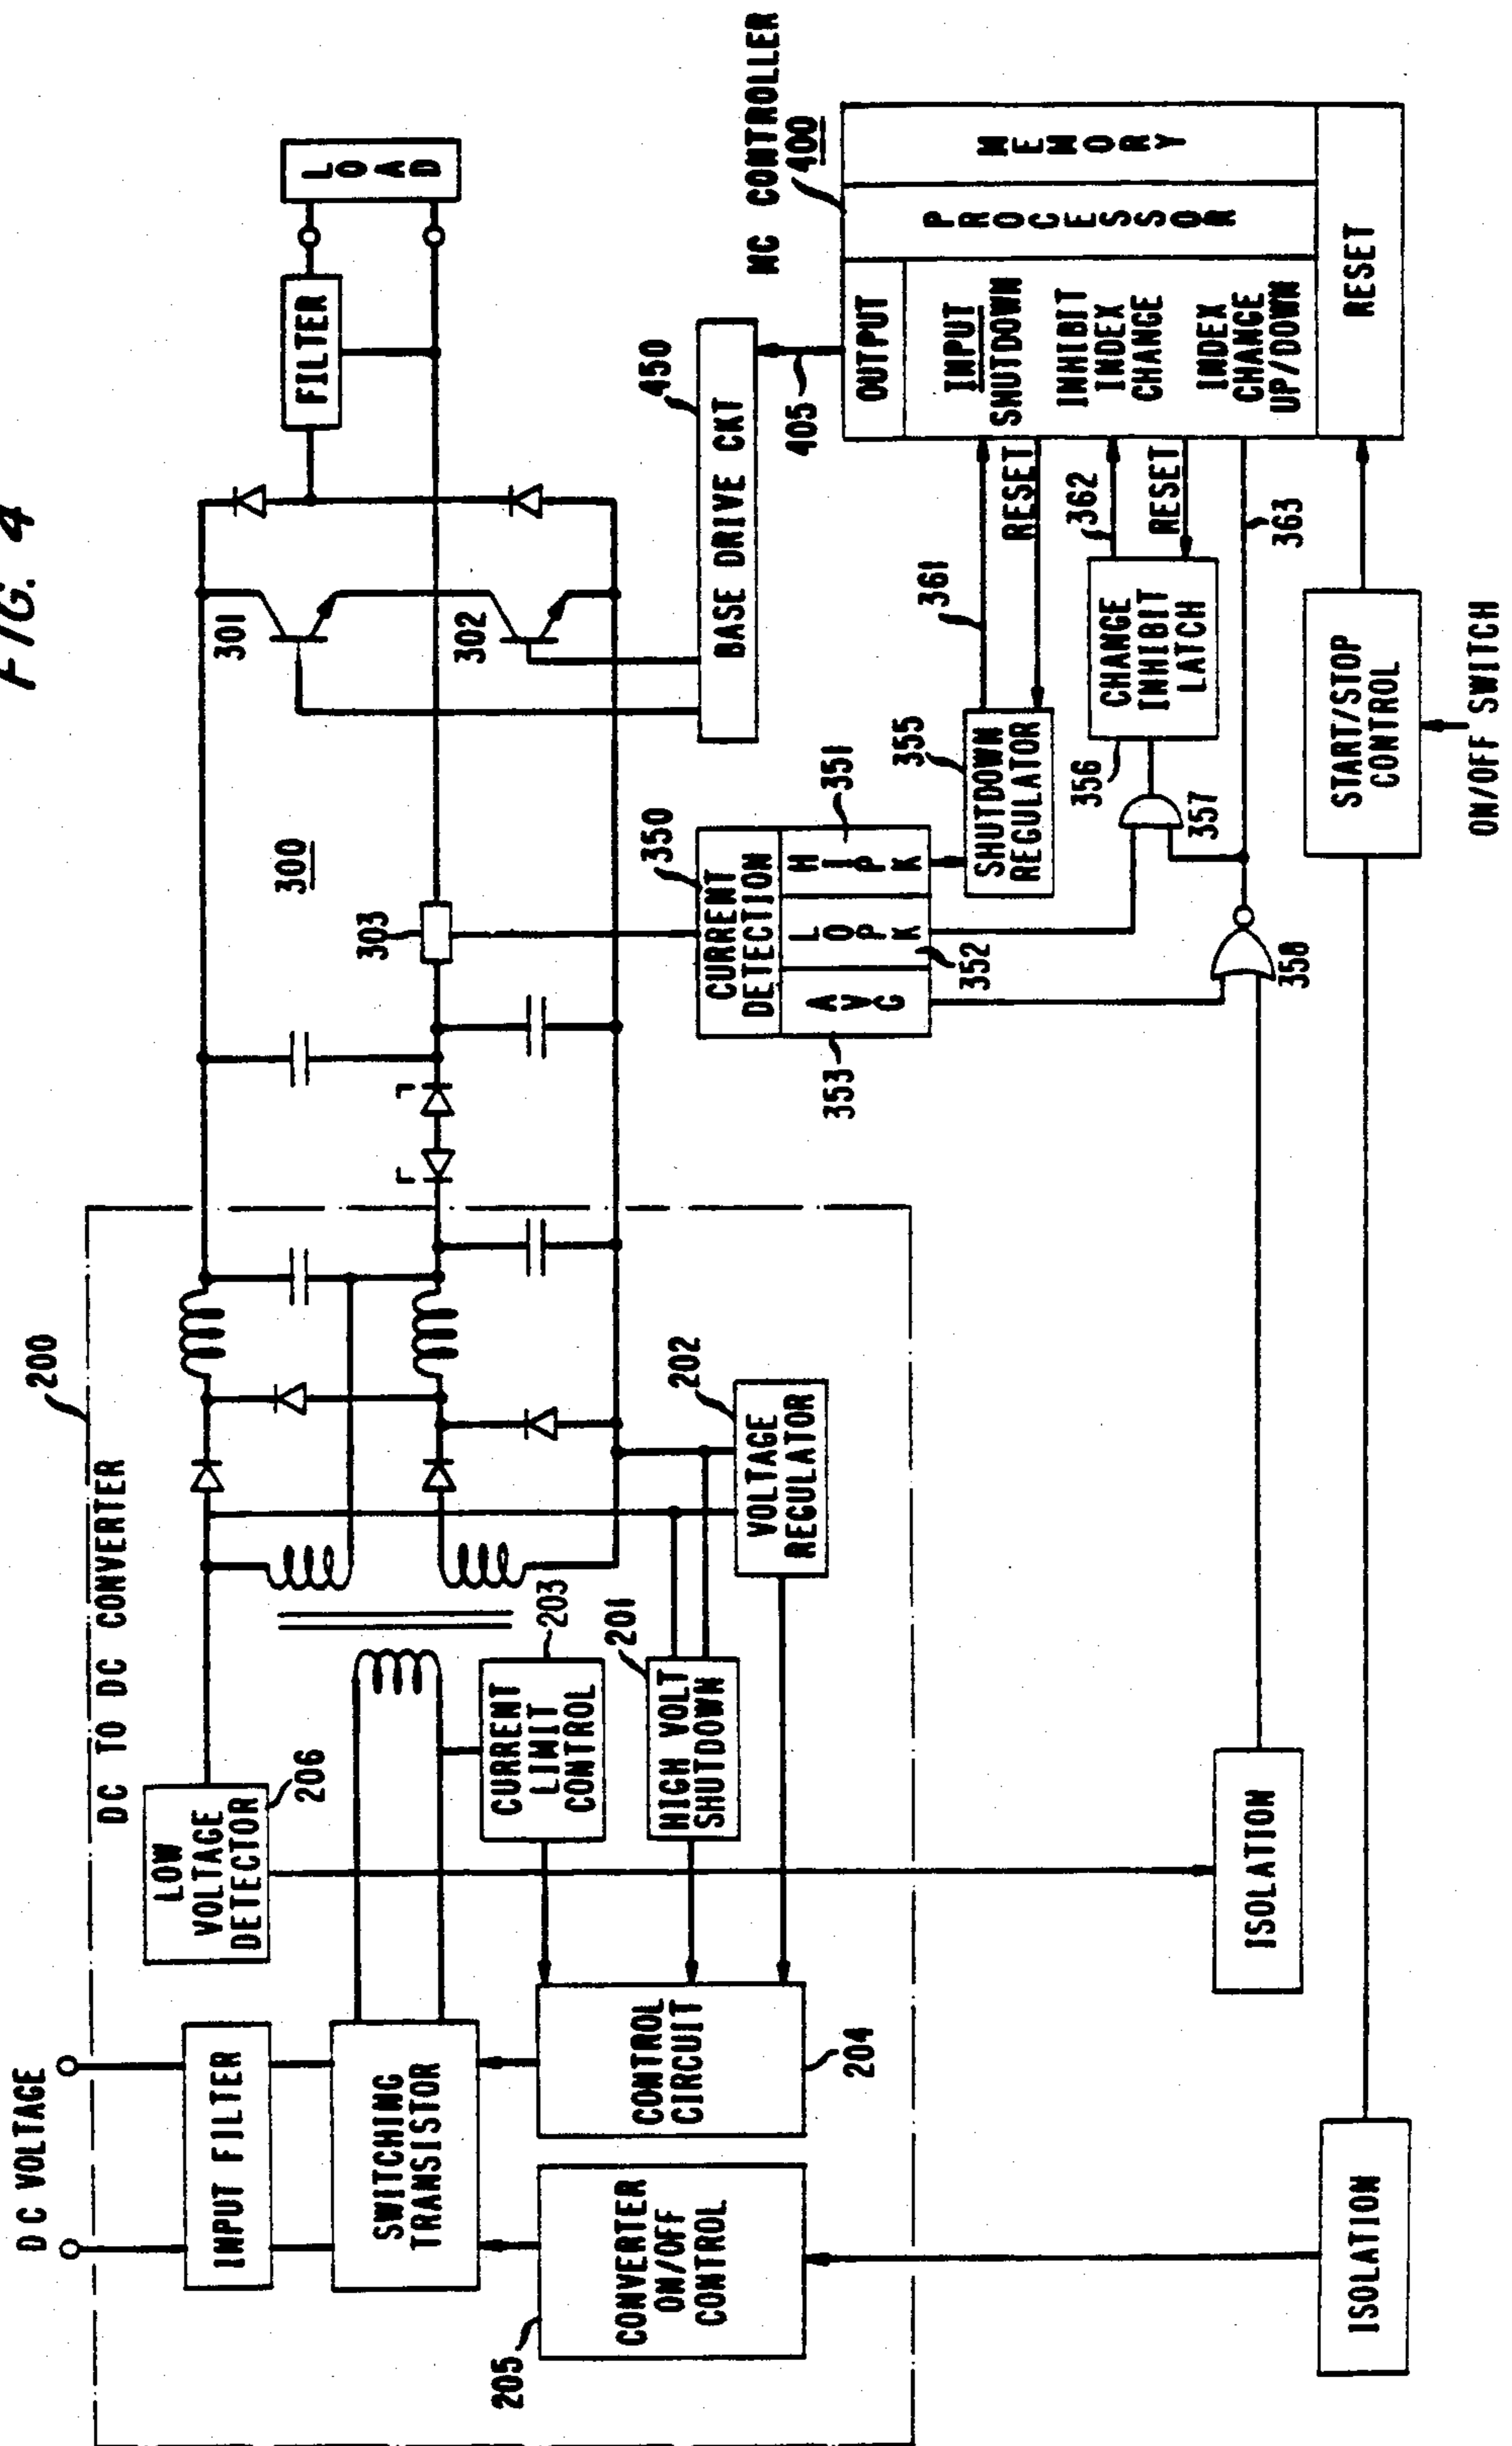 FIG. 4
DC TO DC CONVERTER
200
DC VOLTAGE
INPUT FILTER
SWITCHING
TRANSISTOR
LOW
VOLTAGE
DETECTOR
206
CURRENT
LIMIT
CONTROL
203
HIGH VOLT
SHUTDOWN
201
VOLTAGE
REGULATOR
202
CONTROL
CIRCUIT
204
CONVERTER
ON/OFF
CONTROL
205
300
303
301
302
FILTER
LOAD
CURRENT
DETECTION
350
AVG
LOPK
HIPK
353
352
351
BASE DRIVE CKT
450
405
MC CONTROLLER
400
OUTPUT
INPUT
SHUTDOWN
INHIBIT
INDEX
CHANGE
INDEX
CHANGE
UP/DOWN
PROCESSOR
MEMORY
RESET
SHUTDOWN
REGULATOR
355
361
RESET
CHANGE
INHIBIT
LATCH
356
362
RESET
357
358
363
ISOLATION
START/STOP
CONTROL
ON/OFF SWITCH
ISOLATION